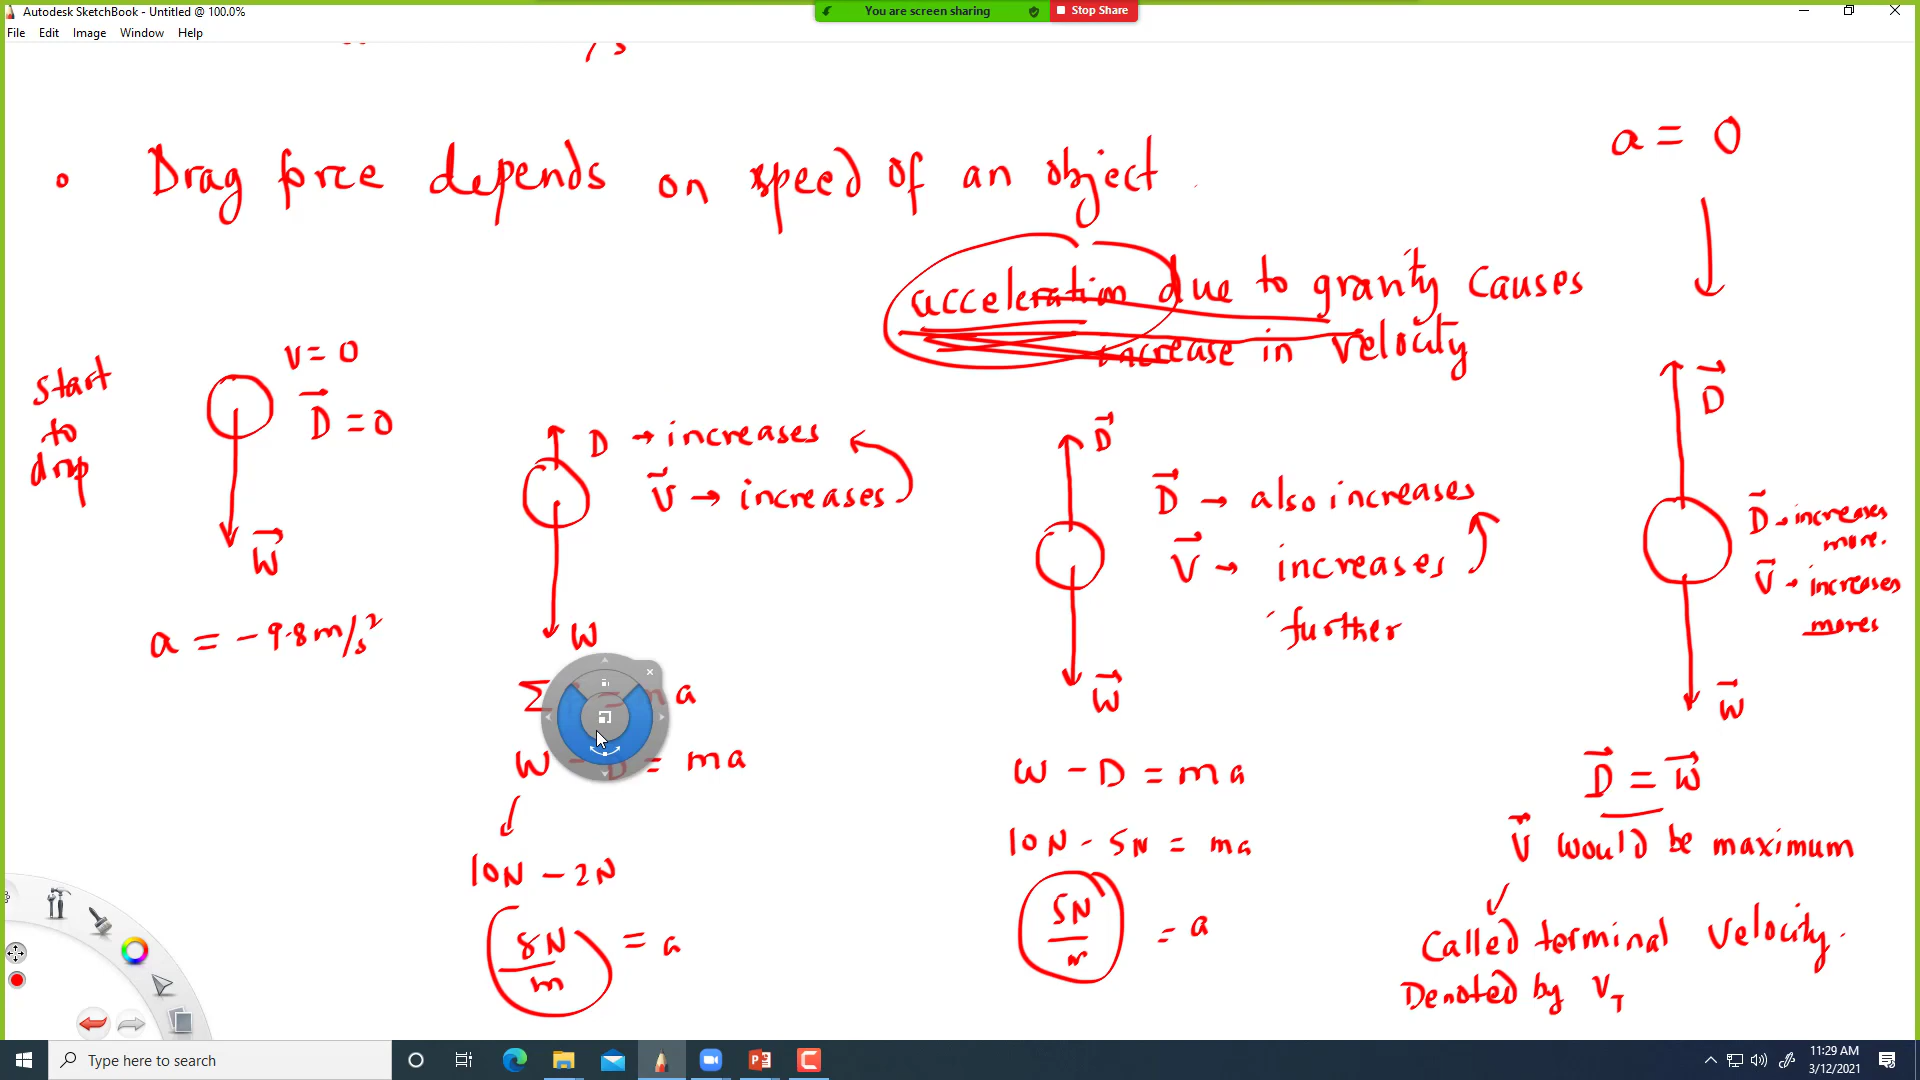 Autodesk SketchBook - Untitled @ 100.0%
You are screen sharing
Stop Share
File Edit Image Window Help
/s
a = 0
• Drag force depends on speed of an object
acceleration due to gravity causes
increase in velocity
Start
to
drop
v = 0
D = 0
W
a = -9.8 m/s²
D → increases
V → increases
W
Σ = ma
W - D = ma
10N - 2N
8N
m
= a
D
D → also increases
V → increases
further
W
W - D = ma
10N - 5N = ma
5N
m
= a
D
D → increases
more.
V → increases
mores
W
D = W
V would be maximum
Called terminal velocity.
Denoted by VT
Type here to search
11:29 AM
3/12/2021